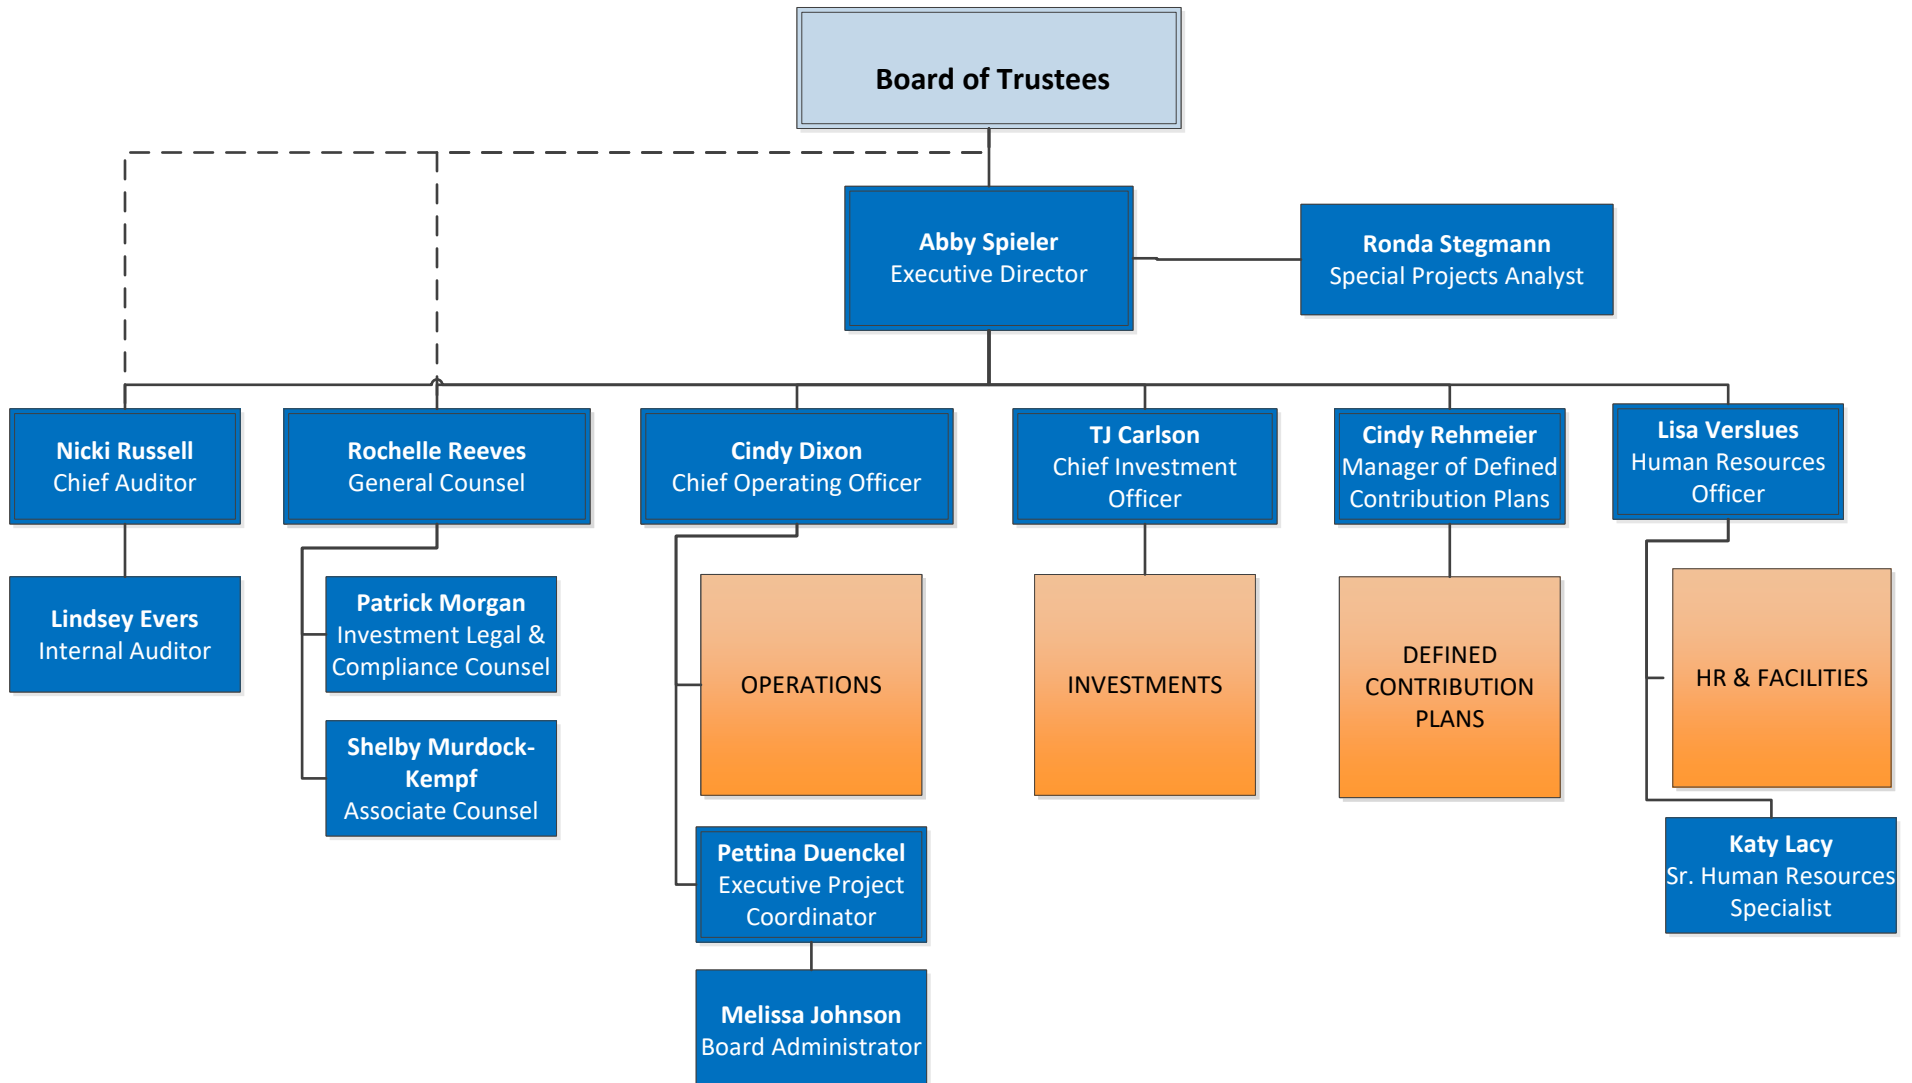 Board of Trustees
Abby Spieler
Executive Director
Ronda Stegmann
Special Projects Analyst
Nicki Russell
Chief Auditor
Rochelle Reeves
General Counsel
Cindy Dixon
Chief Operating Officer
TJ Carlson
Chief Investment
Officer
Cindy Rehmeier
Manager of Defined
Contribution Plans
Lisa Verslues
Human Resources
Officer
Lindsey Evers
Internal Auditor
Patrick Morgan
Investment Legal &
Compliance Counsel
Shelby Murdock-
Kempf
Associate Counsel
OPERATIONS
INVESTMENTS
DEFINED
CONTRIBUTION
PLANS
HR & FACILITIES
Pettina Duenckel
Executive Project
Coordinator
Katy Lacy
Sr. Human Resources
Specialist
Melissa Johnson
Board Administrator